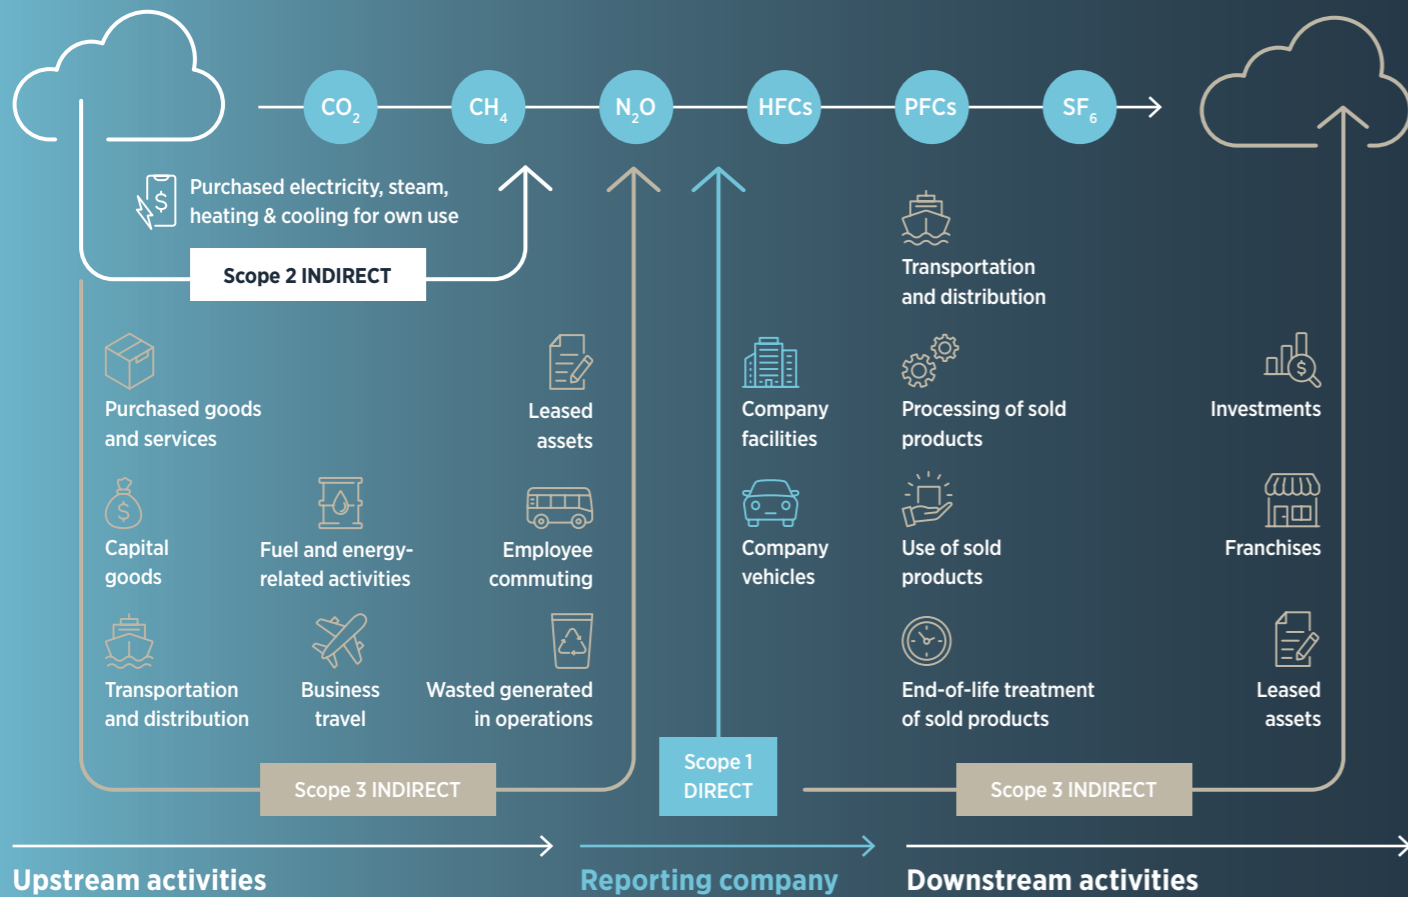 CO₂
CH₄
N₂O
HFCs
PFCs
SF₆
$
Purchased electricity, steam,
heating & cooling for own use
Scope 2 INDIRECT
Purchased goods
and services
Leased
assets
$
Capital
goods
Fuel and energy-
related activities
Employee
commuting
Transportation
and distribution
Business
travel
Wasted generated
in operations
Scope 3 INDIRECT
Company
facilities
Company
vehicles
Scope 1
DIRECT
Transportation
and distribution
Processing of sold
products
$
Investments
Use of sold
products
Franchises
End-of-life treatment
of sold products
Leased
assets
Scope 3 INDIRECT
Upstream activities
Reporting company
Downstream activities